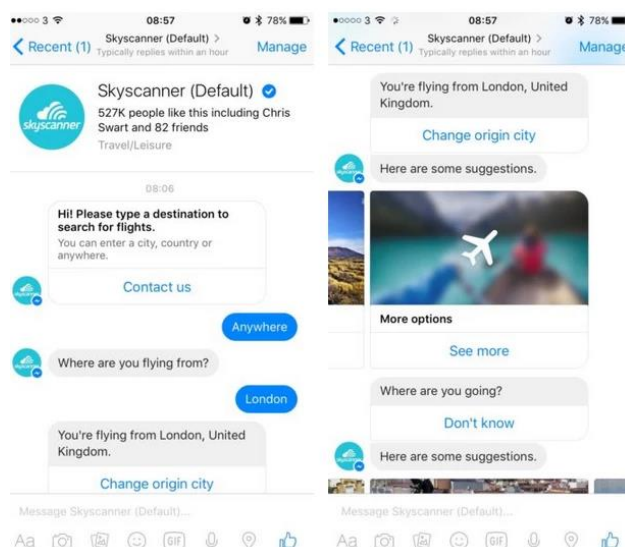 3 08:57 78%
Recent (1) Skyscanner (Default) > Manage
Typically replies within an hour
skyscanner
Skyscanner (Default)
527K people like this including Chris
Swart and 82 friends
Travel/Leisure
08:06
Hi! Please type a destination to
search for flights.
You can enter a city, country or
anywhere.
Contact us
Anywhere
Where are you flying from?
London
You're flying from London, United
Kingdom.
Change origin city
Message Skyscanner (Default)...
Aa GIF
3 08:57 78%
Recent (1) Skyscanner (Default) > Manage
Typically replies within an hour
You're flying from London, United
Kingdom.
Change origin city
Here are some suggestions.
More options
See more
Where are you going?
Don't know
Here are some suggestions.
Message Skyscanner (Default)...
Aa GIF